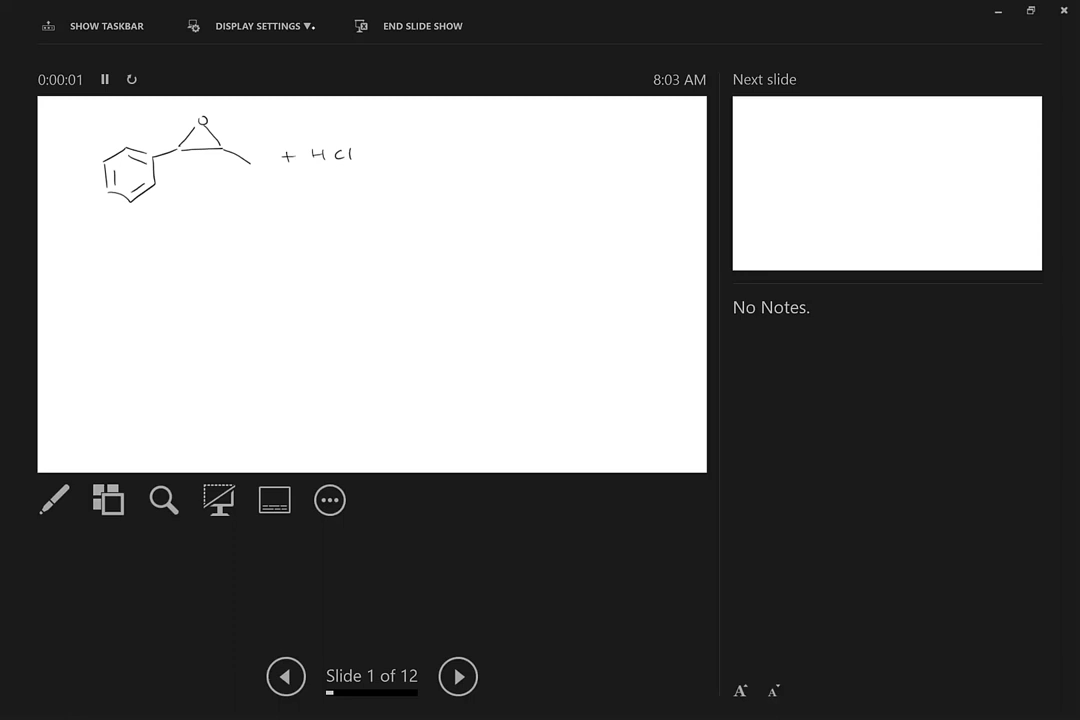 SHOW TASKBAR
DISPLAY SETTINGS ▼
END SLIDE SHOW
0:00:01
8:03 AM
Next slide
O
+ HCl
No Notes.
Slide 1 of 12
A A